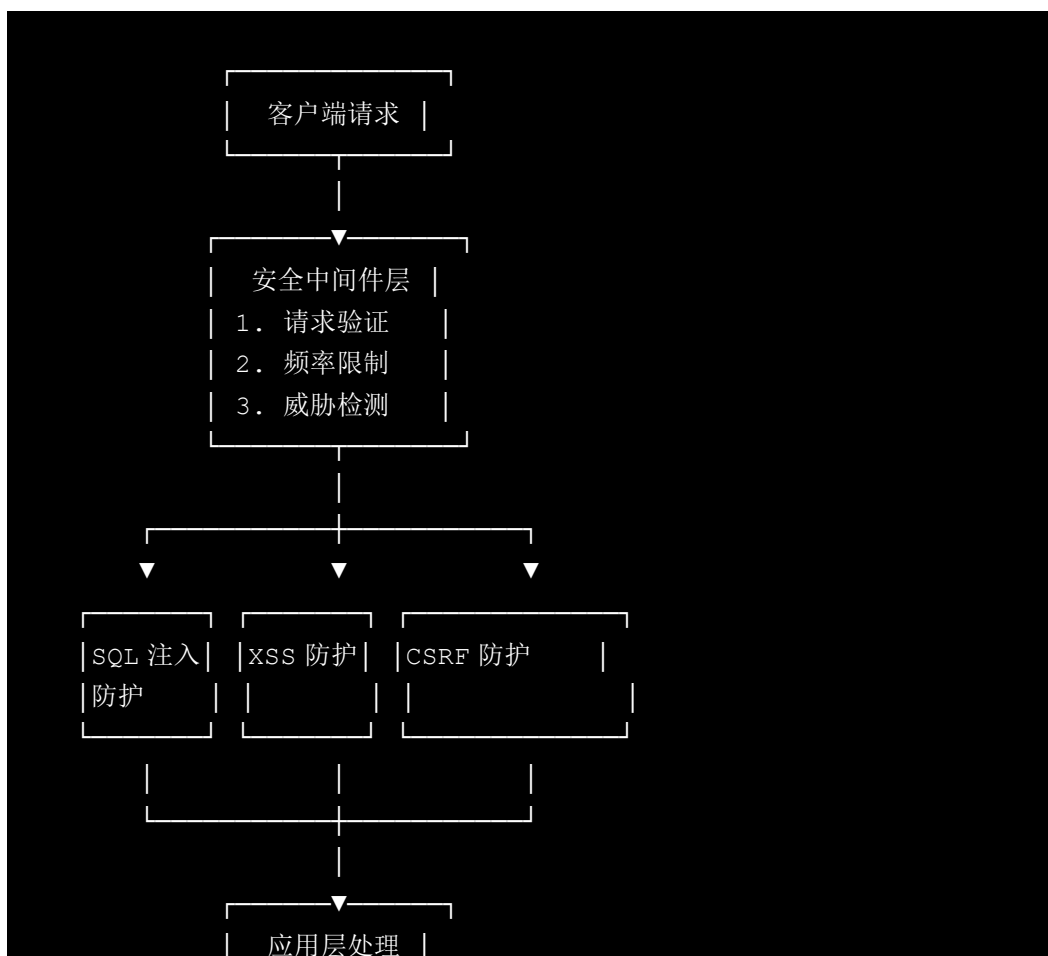 客户端请求
安全中间件层
1. 请求验证
2. 频率限制
3. 威胁检测
SQL 注入 XSS 防护 CSRF 防护
防护
应用层处理